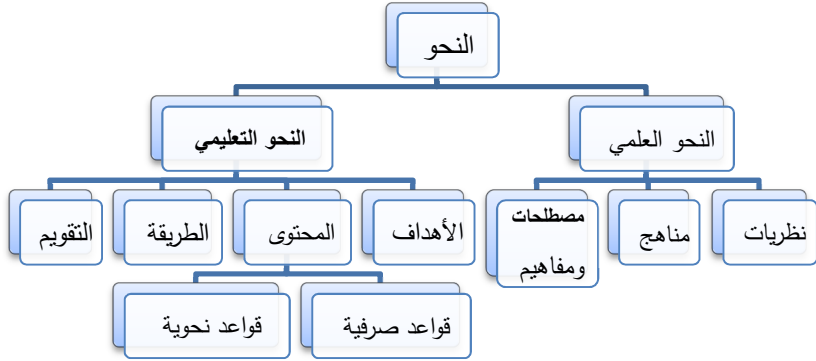 النحو
النحو العلمي
النحو التعليمي
نظريات
مناهج
مصطلحات
ومفاهيم
الأهداف
المحتوى
الطريقة
التقويم
قواعد صرفية
قواعد نحوية